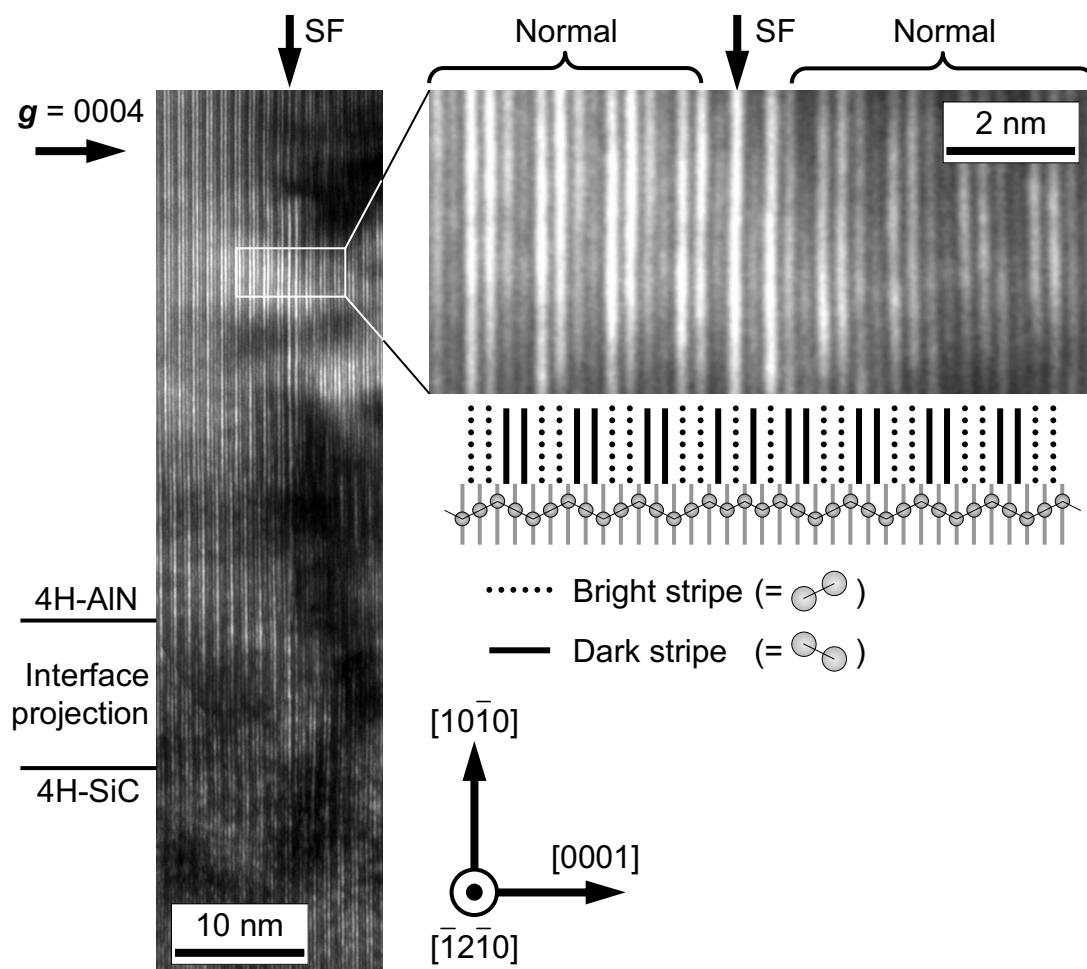 SF
Normal
SF
Normal
g = 0004
2 nm
4H-AlN
Interface
projection
4H-SiC
10 nm
Bright stripe (= )
Dark stripe (= )
[101̅0]
[0001]
[1̅21̅0]